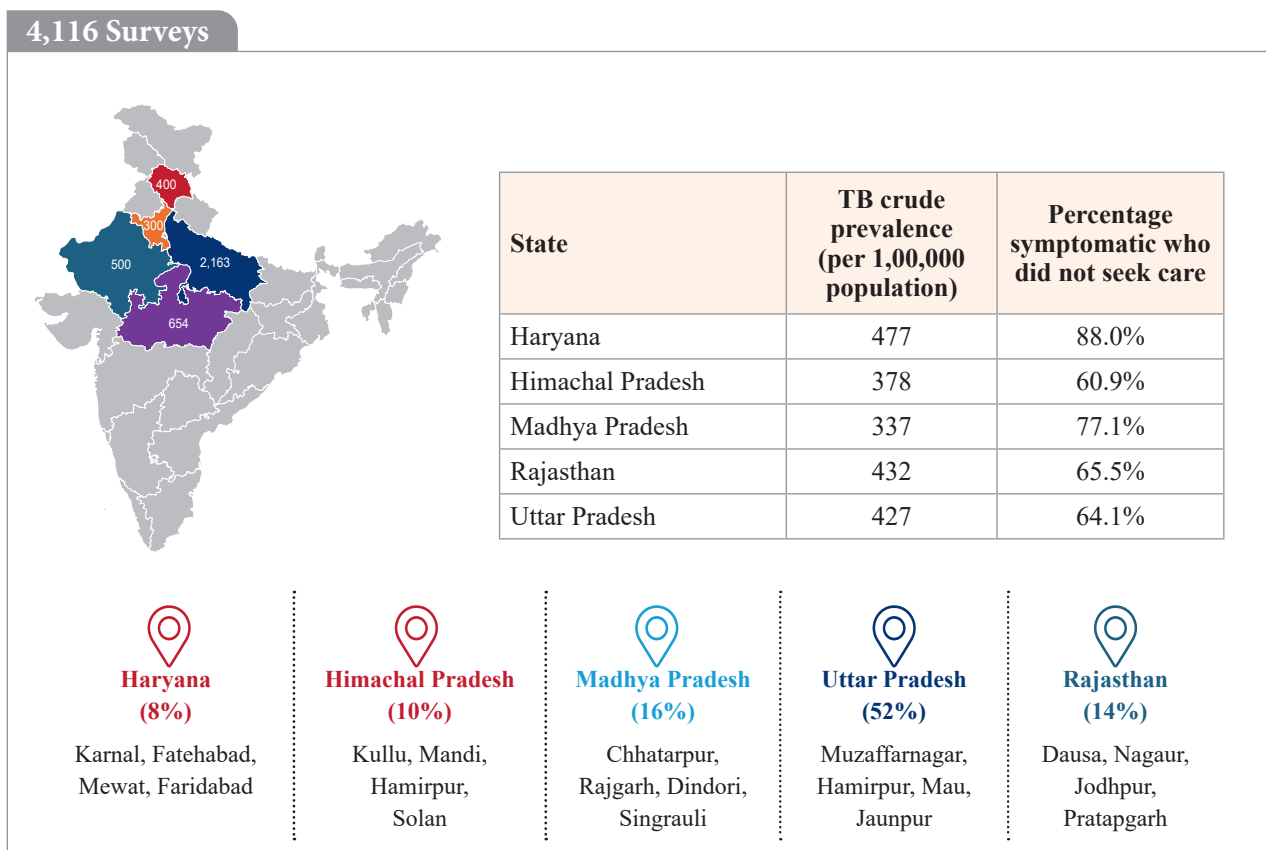 4,116 Surveys
400
300
500
2,163
654
State
TB crude
prevalence
(per 1,00,000
population)
Percentage
symptomatic who
did not seek care
Haryana 477 88.0%
Himachal Pradesh 378 60.9%
Madhya Pradesh 337 77.1%
Rajasthan 432 65.5%
Uttar Pradesh 427 64.1%
Haryana
(8%)
Karnal, Fatehabad,
Mewat, Faridabad
Himachal Pradesh
(10%)
Kullu, Mandi,
Hamirpur,
Solan
Madhya Pradesh
(16%)
Chhatarpur,
Rajgarh, Dindori,
Singrauli
Uttar Pradesh
(52%)
Muzaffarnagar,
Hamirpur, Mau,
Jaunpur
Rajasthan
(14%)
Dausa, Nagaur,
Jodhpur,
Pratapgarh